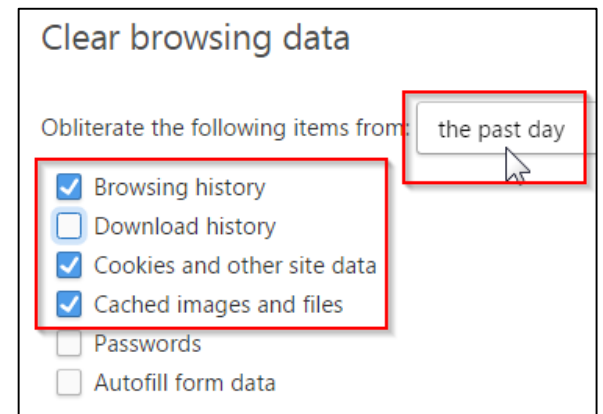 Clear browsing data
Obliterate the following items from: the past day
Browsing history
Download history
Cookies and other site data
Cached images and files
Passwords
Autofill form data